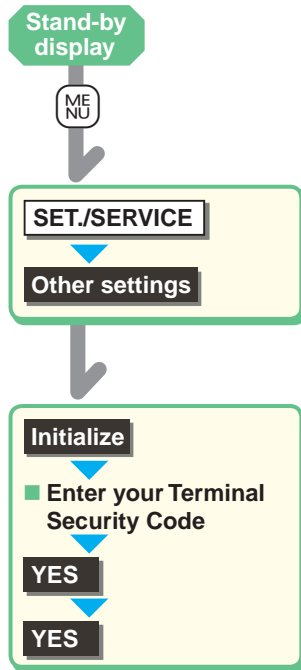 Stand-by
display
ME
NU
SET./SERVICE
Other settings
Initialize
Enter your Terminal
Security Code
YES
YES